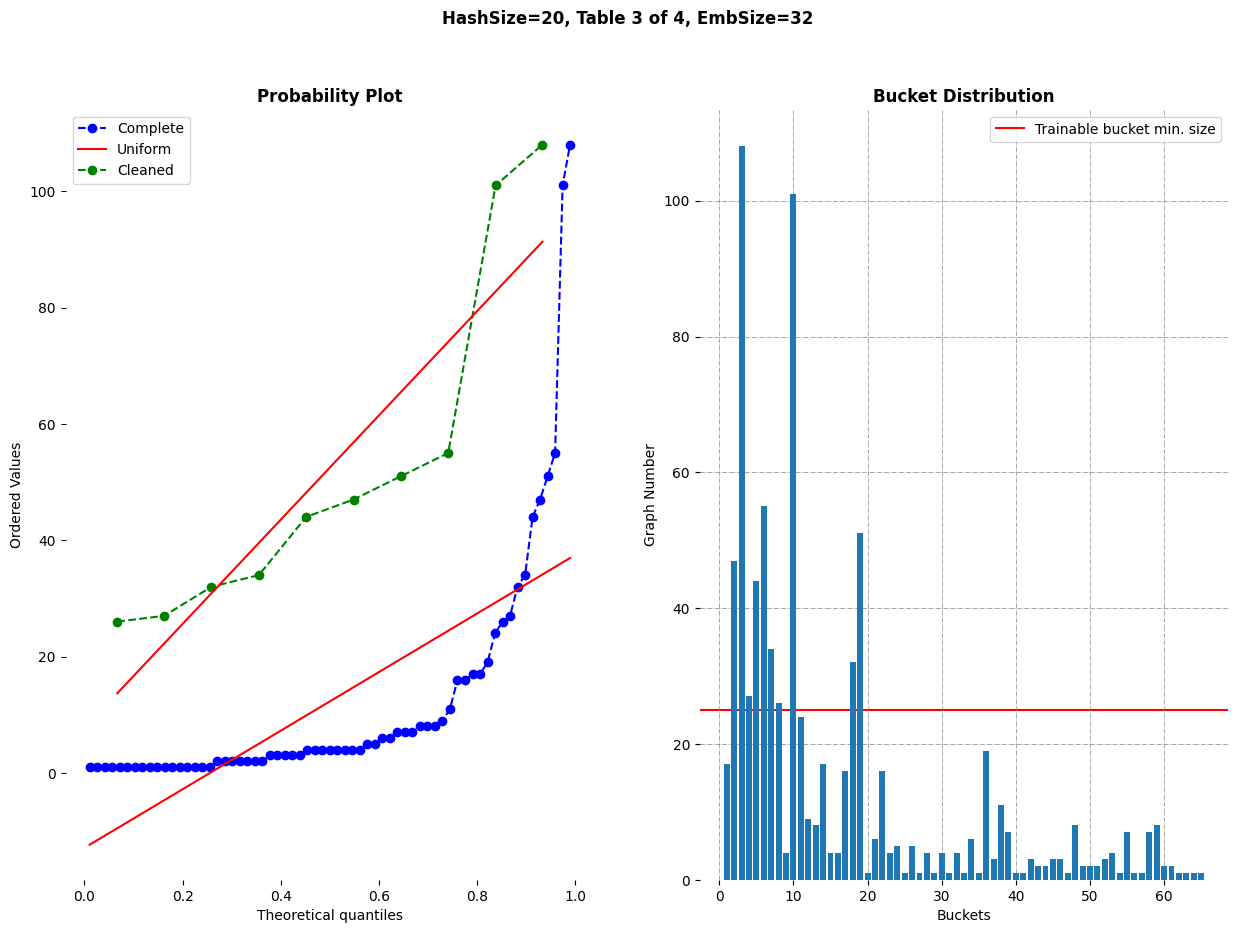 HashSize=20, Table 3 of 4, EmbSize=32
Probability Plot
Complete
Uniform
Cleaned
Ordered Values
100
80
60
40
20
0
0.0 0.2 0.4 0.6 0.8 1.0
Theoretical quantiles
Bucket Distribution
Trainable bucket min. size
Graph Number
100
80
60
40
20
0
0 10 20 30 40 50 60
Buckets